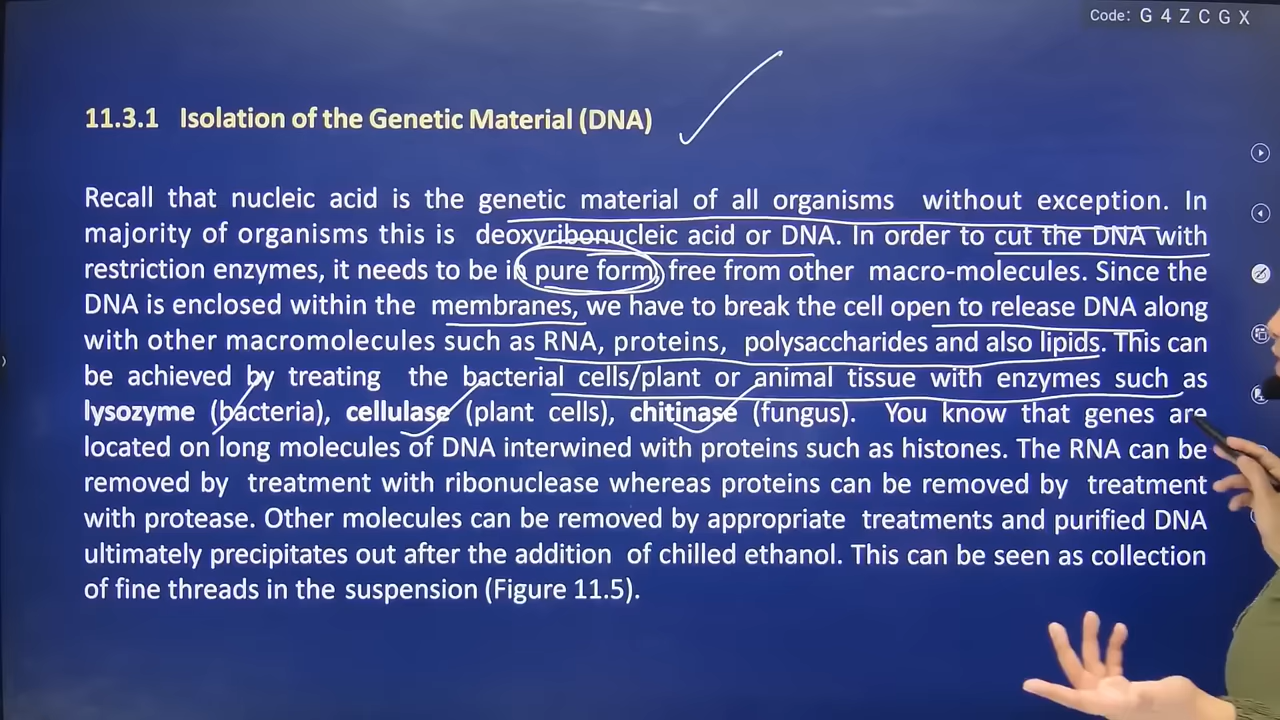 Code: G 4 Z C G X
11.3.1 Isolation of the Genetic Material (DNA)
Recall that nucleic acid is the genetic material of all organisms without exception. In
majority of organisms this is deoxyribonucleic acid or DNA. In order to cut the DNA with
restriction enzymes, it needs to be in pure form, free from other macro-molecules. Since the
DNA is enclosed within the membranes, we have to break the cell open to release DNA along
with other macromolecules such as RNA, proteins, polysaccharides and also lipids. This can
be achieved by treating the bacterial cells/plant or animal tissue with enzymes such as
lysozyme (bacteria), cellulase (plant cells), chitinase (fungus). You know that genes are
located on long molecules of DNA interwined with proteins such as histones. The RNA can be
removed by treatment with ribonuclease whereas proteins can be removed by treatment
with protease. Other molecules can be removed by appropriate treatments and purified DNA
ultimately precipitates out after the addition of chilled ethanol. This can be seen as collection
of fine threads in the suspension (Figure 11.5).